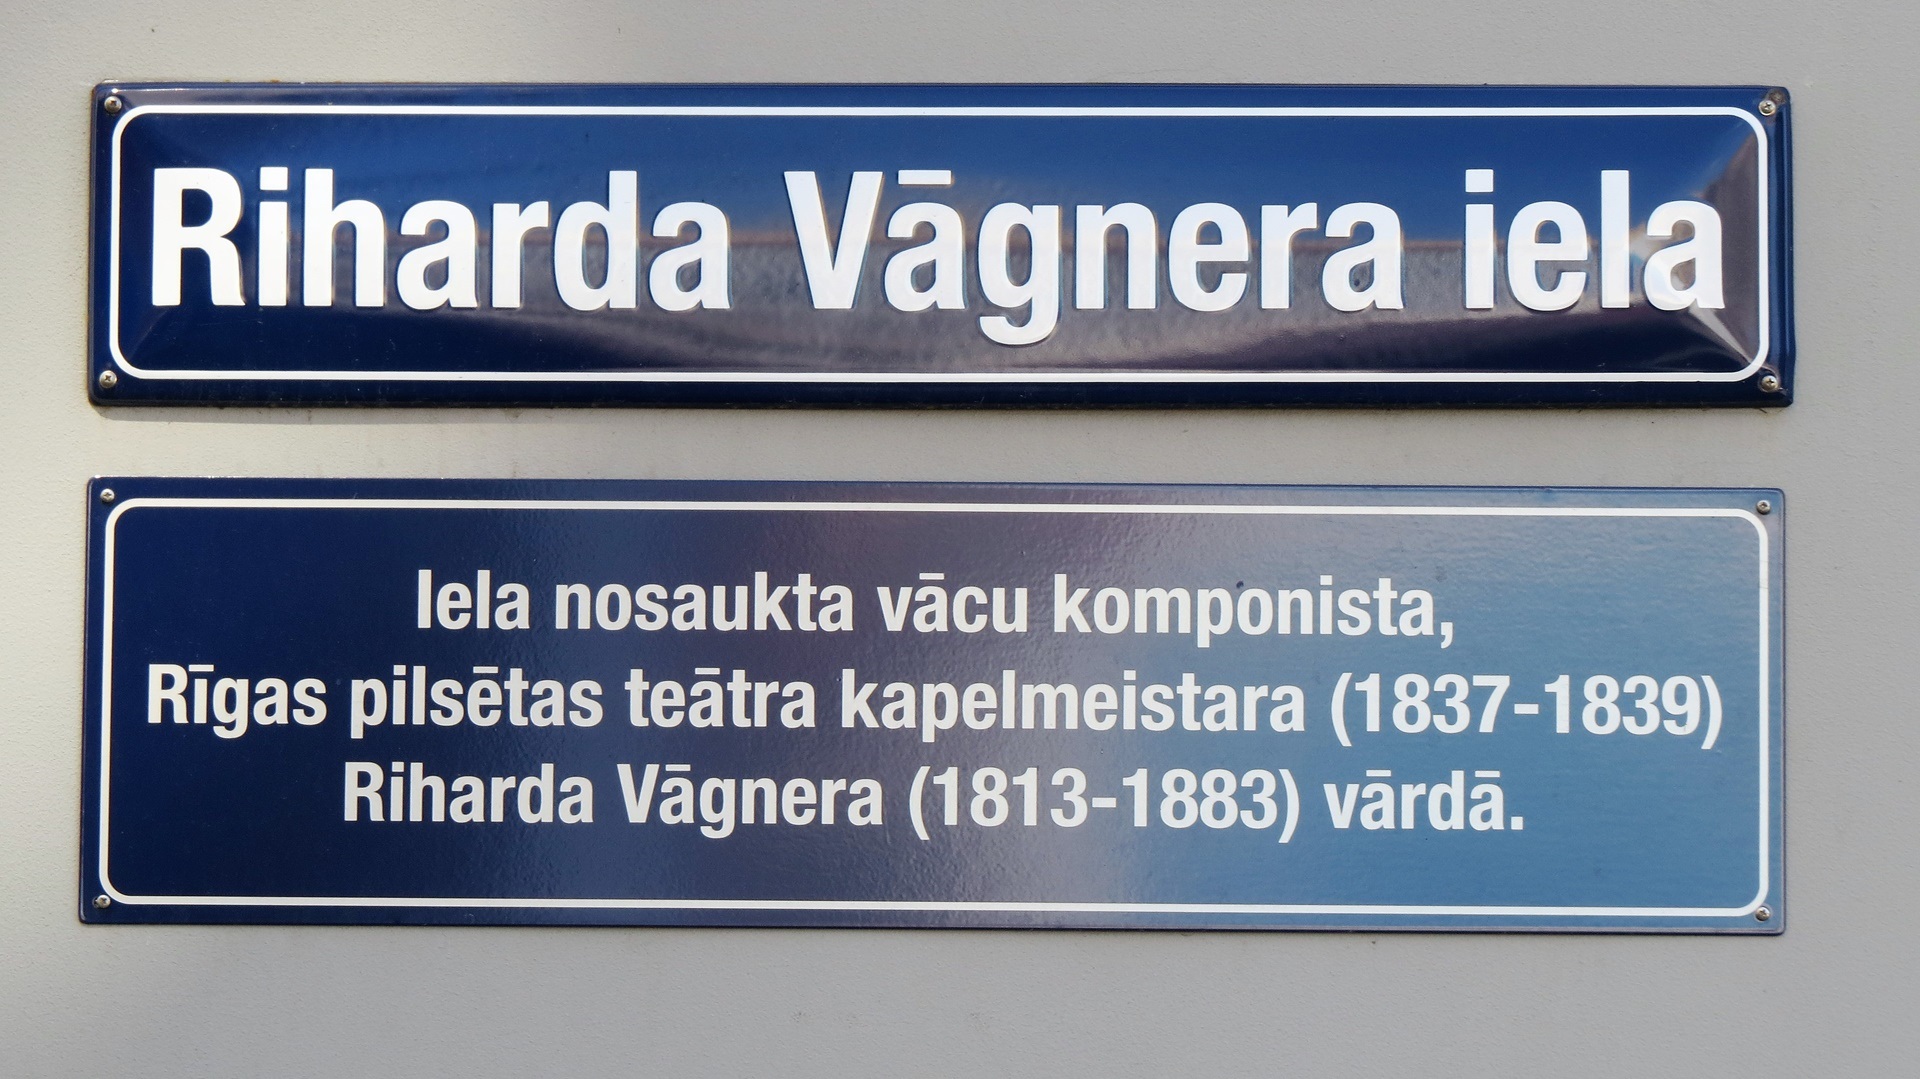 Riharda Vāgnera iela
Iela nosaukta vācu komponista,
Rīgas pilsētas teātra kapelmeistara (1837-1839)
Riharda Vāgnera (1813-1883) vārdā.